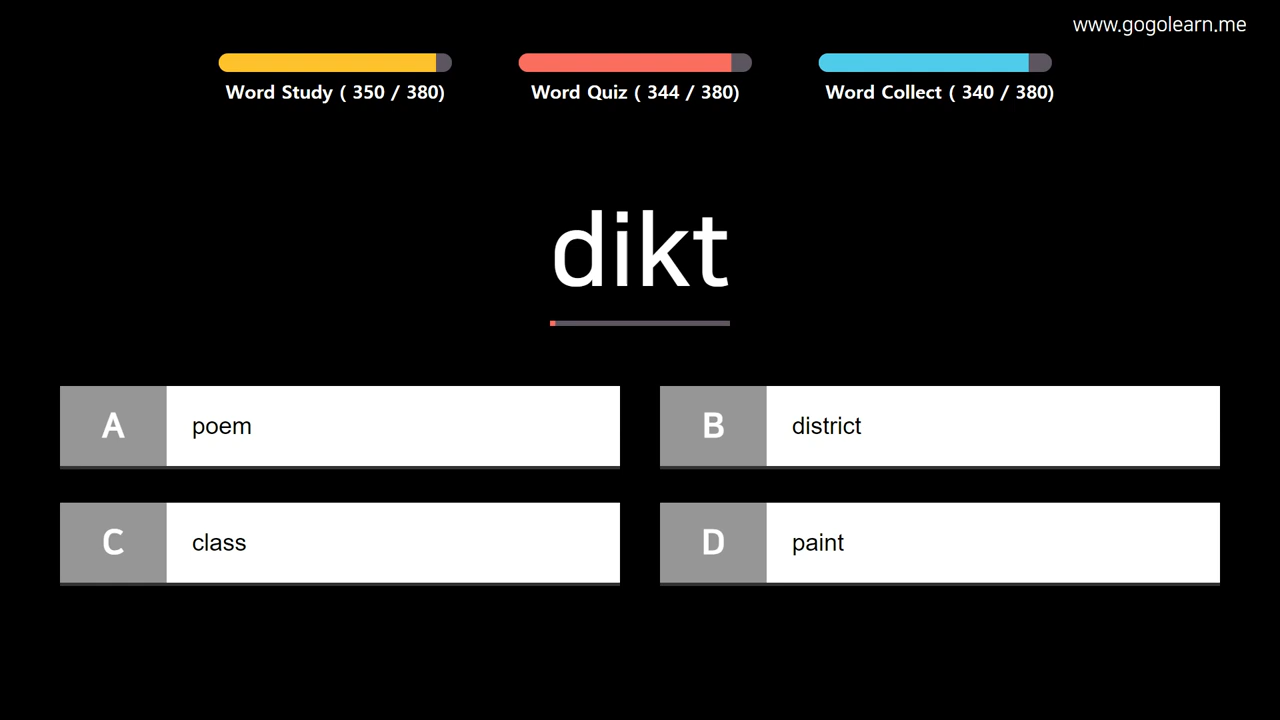 www.gogolearn.me
Word Study ( 350 / 380)
Word Quiz ( 344 / 380)
Word Collect ( 340 / 380)
dikt
A poem
B district
C class
D paint